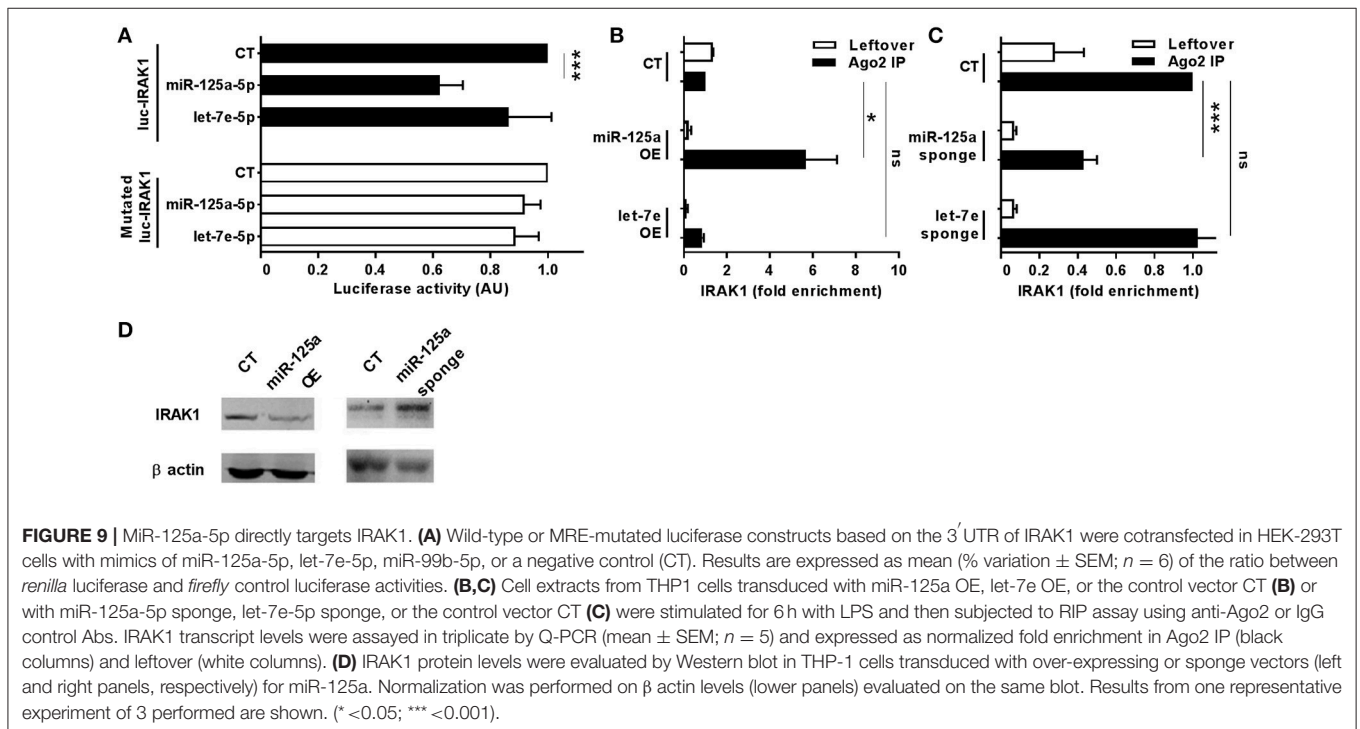 A
luc-IRAK1
CT
miR-125a-5p
let-7e-5p
***
Mutated
luc-IRAK1
CT
miR-125a-5p
let-7e-5p
0 0.2 0.4 0.6 0.8 1.0
Luciferase activity (AU)
B
Leftover
Ago2 IP
CT
miR-125a
OE
let-7e
OE
*
ns
0 2 4 6 8 10
IRAK1 (fold enrichment)
C
Leftover
Ago2 IP
CT
miR-125a
sponge
let-7e
sponge
***
ns
0 0.2 0.4 0.6 0.8 1.0
IRAK1 (fold enrichment)
D
CT
miR-125a
OE
CT
miR-125a
sponge
IRAK1
β actin
FIGURE 9 | MiR-125a-5p directly targets IRAK1. (A) Wild-type or MRE-mutated luciferase constructs based on the 3′UTR of IRAK1 were cotransfected in HEK-293T
cells with mimics of miR-125a-5p, let-7e-5p, miR-99b-5p, or a negative control (CT). Results are expressed as mean (% variation ± SEM; n = 6) of the ratio between
renilla luciferase and firefly control luciferase activities. (B,C) Cell extracts from THP1 cells transduced with miR-125a OE, let-7e OE, or the control vector CT (B) or
with miR-125a-5p sponge, let-7e-5p sponge, or the control vector CT (C) were stimulated for 6 h with LPS and then subjected to RIP assay using anti-Ago2 or IgG
control Abs. IRAK1 transcript levels were assayed in triplicate by Q-PCR (mean ± SEM; n = 5) and expressed as normalized fold enrichment in Ago2 IP (black
columns) and leftover (white columns). (D) IRAK1 protein levels were evaluated by Western blot in THP-1 cells transduced with over-expressing or sponge vectors (left
and right panels, respectively) for miR-125a. Normalization was performed on β actin levels (lower panels) evaluated on the same blot. Results from one representative
experiment of 3 performed are shown. (* <0.05; *** <0.001).